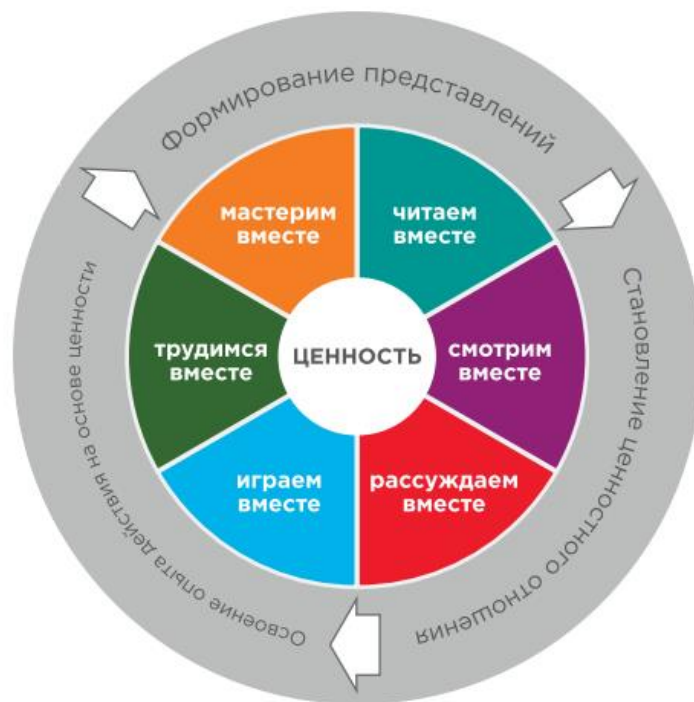 Формирование представлений
Становление ценностного отношения
Освоение опыта действия на основе ценности
мастерим
вместе
читаем
вместе
трудимся
вместе
ЦЕННОСТЬ
смотрим
вместе
играем
вместе
рассуждаем
вместе